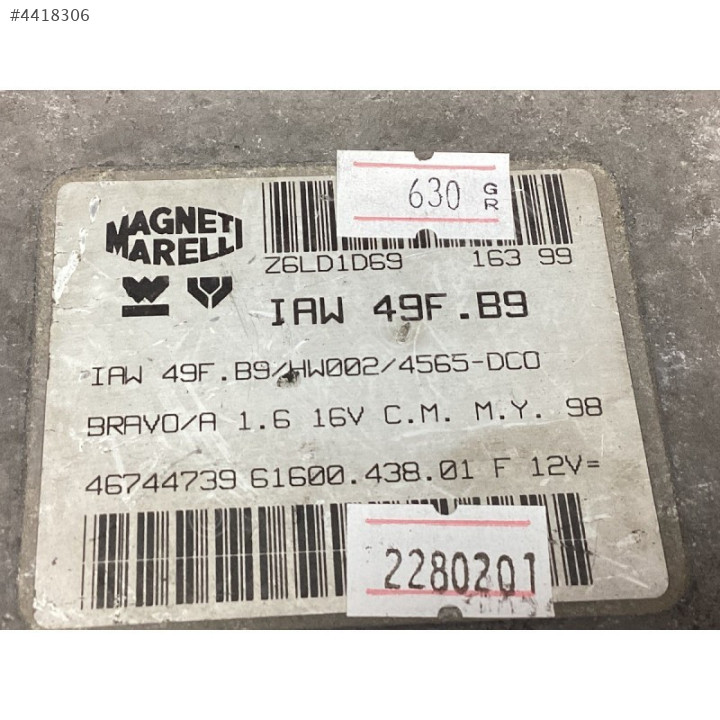 #4418306
630 GR
MAGNETI
MARELLI
Z6LD1D69 163 99
IAW 49F.B9
IAW 49F.B9/HW002/4565-DCO
BRAVO/A 1.6 16V C.M. M.Y. 98
46744739 61600.438.01 F 12V=
2280201